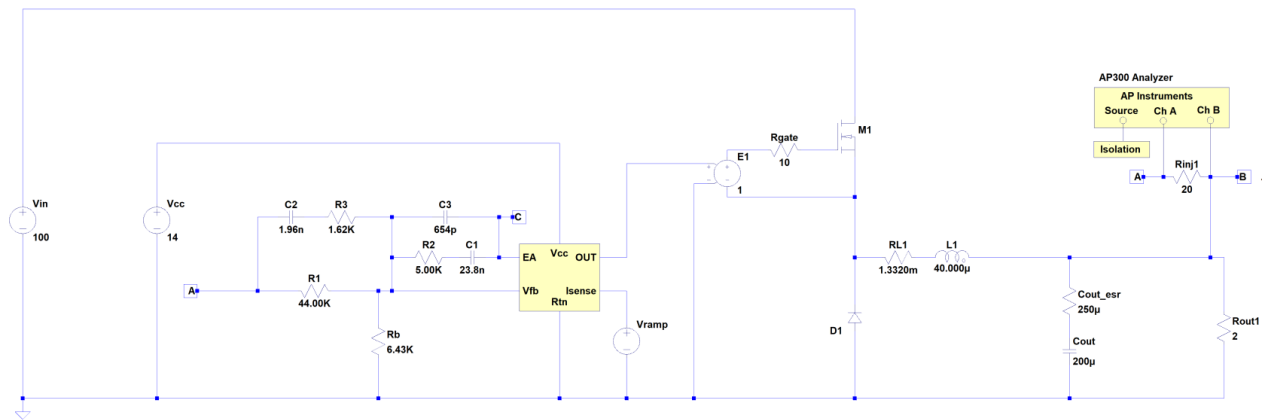 AP300 Analyzer
AP Instruments
Source
Ch A
Ch B
Isolation
A
Rinj1
20
B
M1
Rgate
10
E1
1
Vin
100
Vcc
14
C2
1.96n
R3
1.62K
C3
654p
C
R2
5.00K
C1
23.8n
A
R1
44.00K
Rb
6.43K
Vcc
EA
OUT
Vfb
Isense
Rtn
Vramp
RL1
1.3320m
L1
40.000µ
D1
Cout_esr
250µ
Cout
200µ
Rout1
2